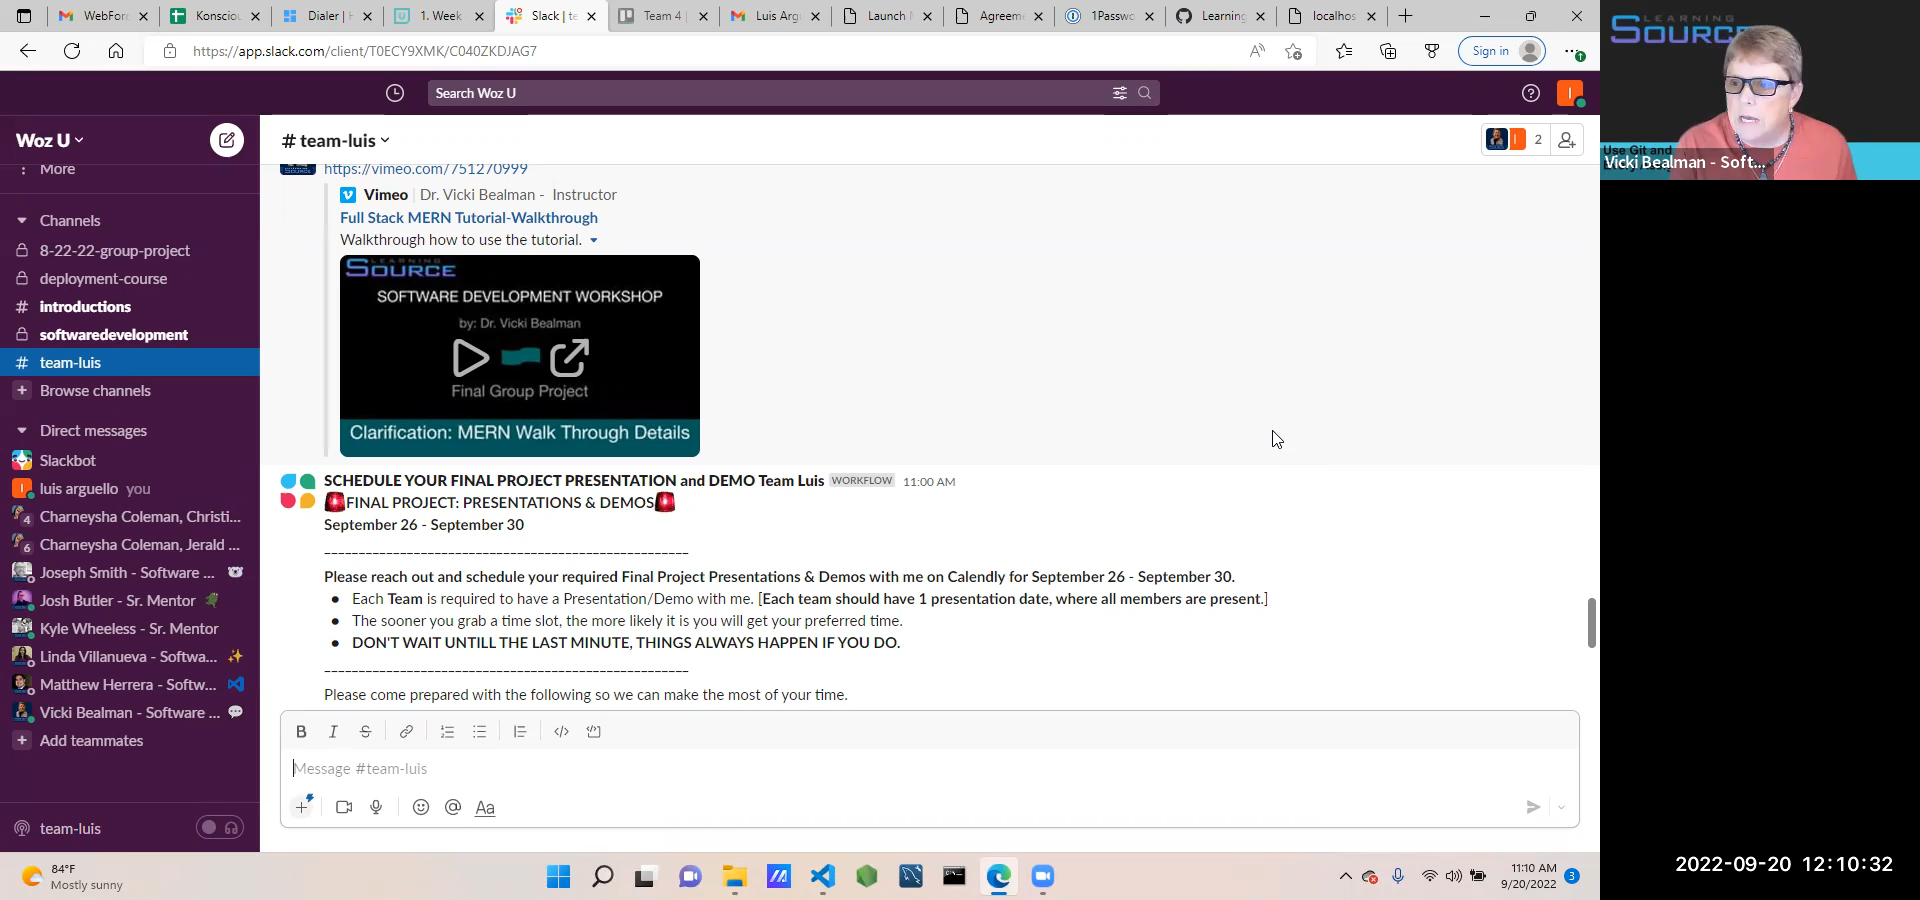 WebFor
Konsciou
Dialer | H
1. Week
Slack | te
Team 4 |
Luis Argu
Launch
Agreem
1Passwo
Learning
localhos
https://app.slack.com/client/T0ECY9XMK/C040ZKDJAG7
Sign in
Search Woz U
Woz U
More
Channels
8-22-22-group-project
deployment-course
introductions
softwaredevelopment
team-luis
Browse channels
Direct messages
Slackbot
luis arguello you
4 Charneysha Coleman, Christi...
6 Charneysha Coleman, Jerald ...
Joseph Smith - Software ...
Josh Butler - Sr. Mentor
Kyle Wheeless - Sr. Mentor
Linda Villanueva - Softwa...
Matthew Herrera - Softw...
Vicki Bealman - Software ...
Add teammates
team-luis
# team-luis
2
https://vimeo.com/751270999
Vimeo | Dr. Vicki Bealman - Instructor
Full Stack MERN Tutorial-Walkthrough
Walkthrough how to use the tutorial.
LEARNING
SOURCE
SOFTWARE DEVELOPMENT WORKSHOP
by: Dr. Vicki Bealman
Final Group Project
Clarification: MERN Walk Through Details
SCHEDULE YOUR FINAL PROJECT PRESENTATION and DEMO Team Luis WORKFLOW 11:00 AM
🚨FINAL PROJECT: PRESENTATIONS & DEMOS🚨
September 26 - September 30
Please reach out and schedule your required Final Project Presentations & Demos with me on Calendly for September 26 - September 30.
• Each Team is required to have a Presentation/Demo with me. [Each team should have 1 presentation date, where all members are present.]
• The sooner you grab a time slot, the more likely it is you will get your preferred time.
• DON'T WAIT UNTILL THE LAST MINUTE, THINGS ALWAYS HAPPEN IF YOU DO.
Please come prepared with the following so we can make the most of your time.
B I S
Message #team-luis
Aa
84°F
Mostly sunny
11:10 AM
9/20/2022
3
LEARNING
SOURCE
Use Git and
Vicki Bealman - Soft...
2022-09-20 12:10:32